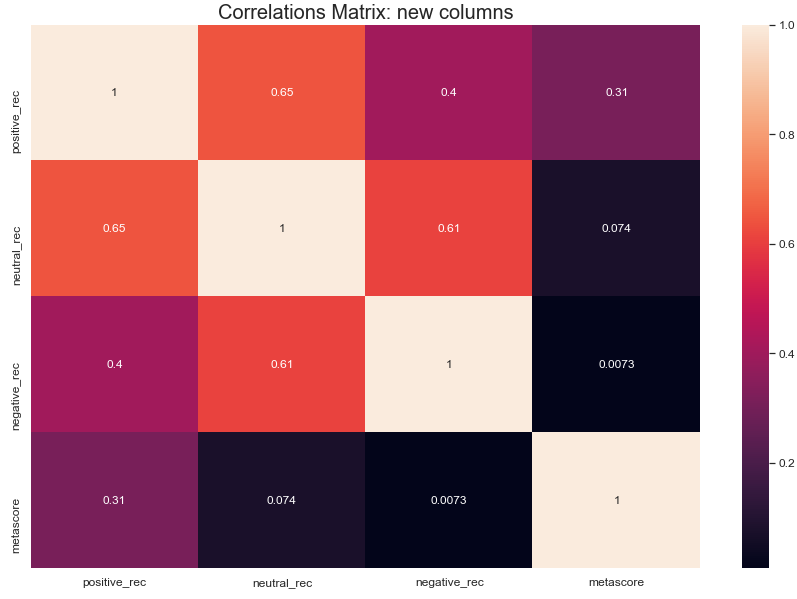 Correlations Matrix: new columns
positive_rec
1
0.65
0.4
0.31
neutral_rec
0.65
1
0.61
0.074
negative_rec
0.4
0.61
1
0.0073
metascore
0.31
0.074
0.0073
1
positive_rec
neutral_rec
negative_rec
metascore
1.0
0.8
0.6
0.4
0.2